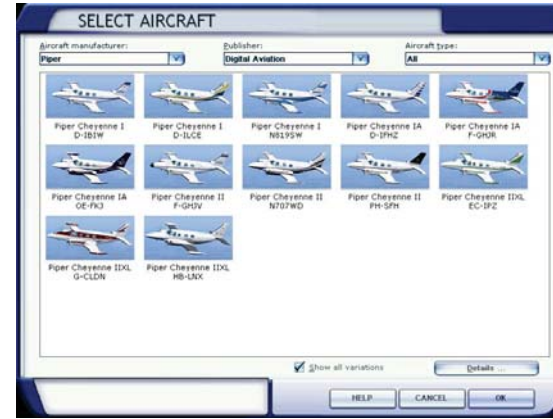 SELECT AIRCRAFT
Aircraft manufacturer: Publisher: Aircraft type:
Piper Digital Aviation All
Piper Cheyenne I Piper Cheyenne I Piper Cheyenne I Piper Cheyenne IA Piper Cheyenne IA
D-IBIW D-ILCE N819SW D-IFHZ F-GHJR
Piper Cheyenne IA Piper Cheyenne II Piper Cheyenne II Piper Cheyenne II Piper Cheyenne IIXL
OE-FKJ F-GHJV N707WD PH-SFH EC-IPZ
Piper Cheyenne IIXL Piper Cheyenne IIXL
G-CLDN HB-LNX
Show all variations Details ...
HELP CANCEL OK